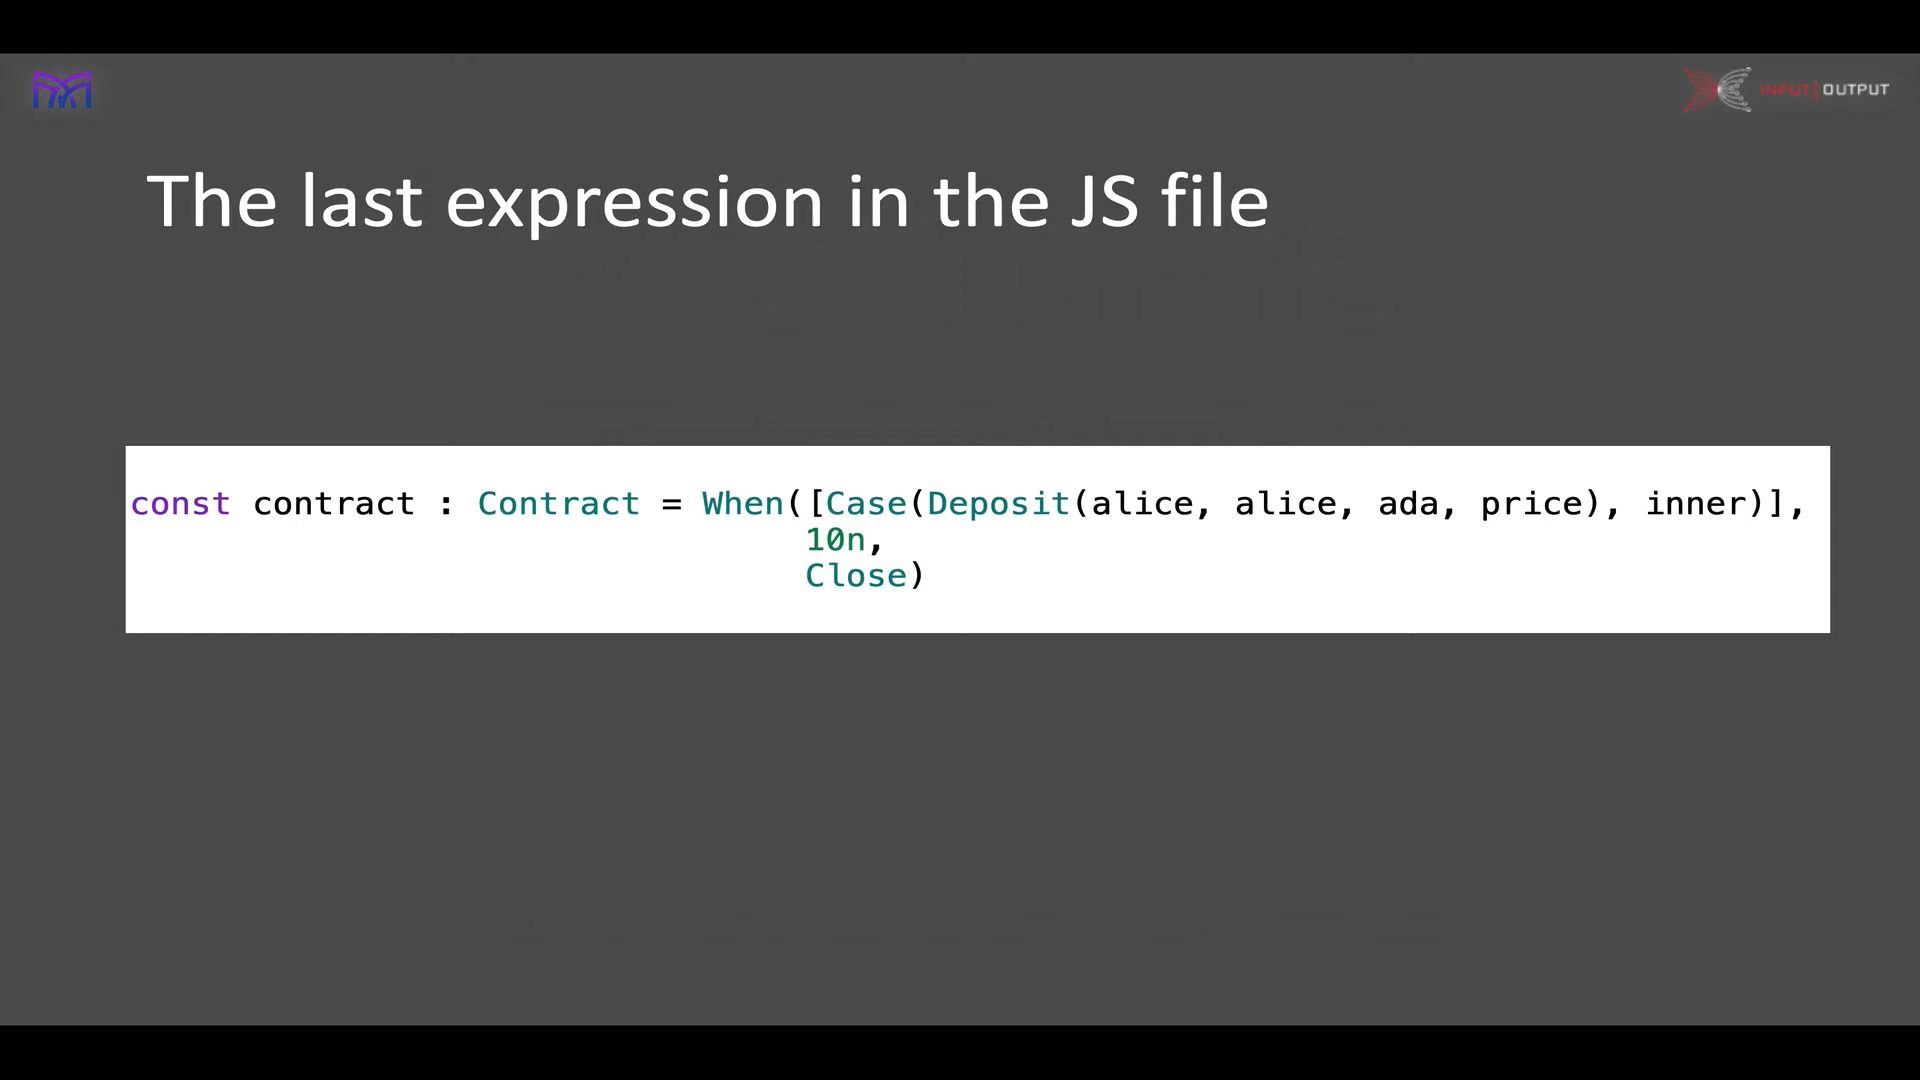 INPUT|OUTPUT
The last expression in the JS file
Marlowe
const contract : Contract = When([Case(Deposit(alice, alice, ada, price), inner)],
10n,
Close)